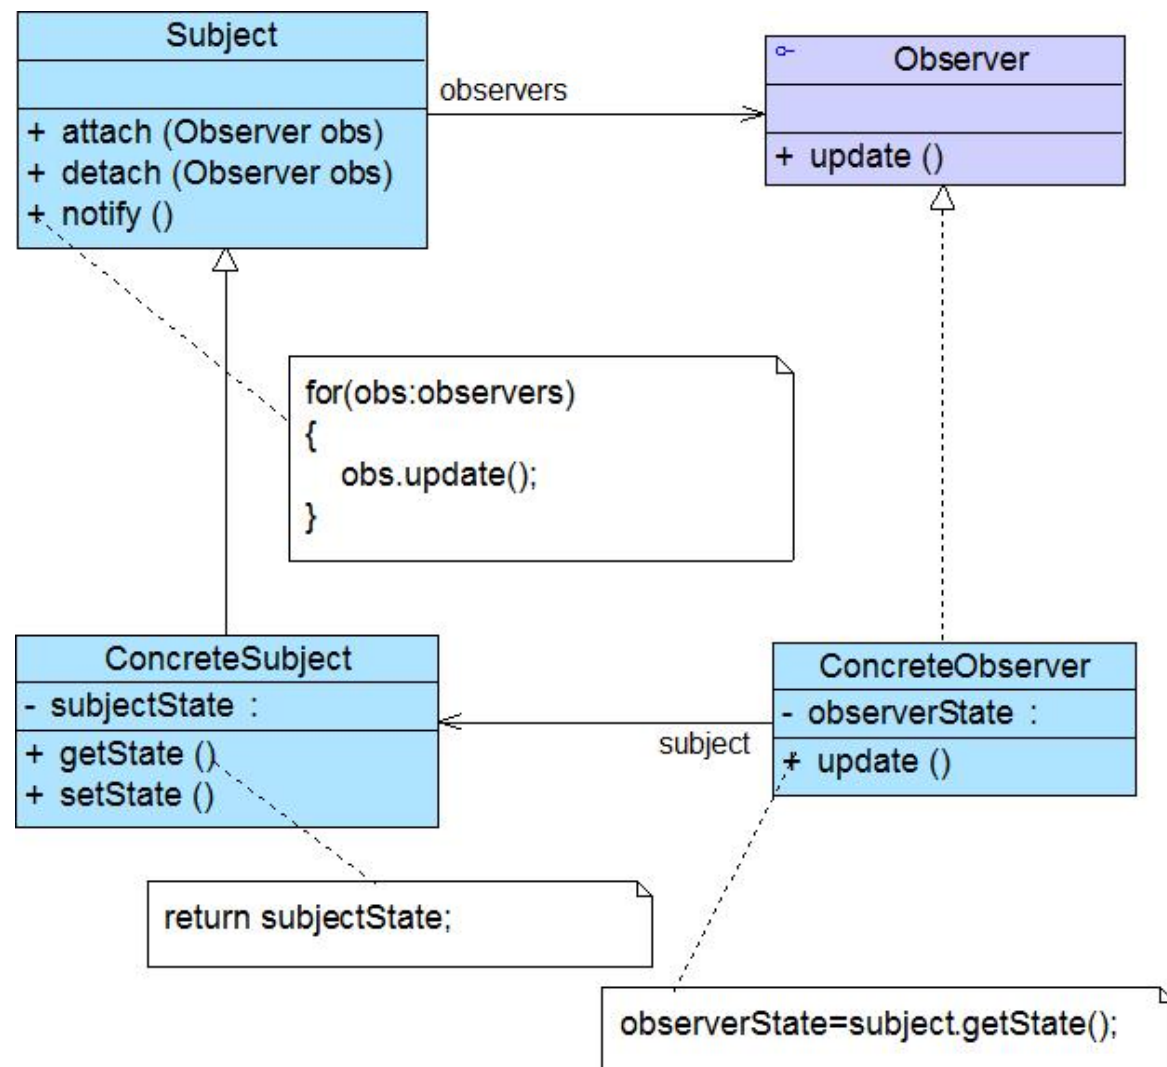 Subject
+ attach (Observer obs)
+ detach (Observer obs)
+ notify ()
observers
Observer
+ update ()
for(obs:observers)
{
obs.update();
}
ConcreteSubject
- subjectState :
+ getState ()
+ setState ()
subject
ConcreteObserver
- observerState :
+ update ()
return subjectState;
observerState=subject.getState();